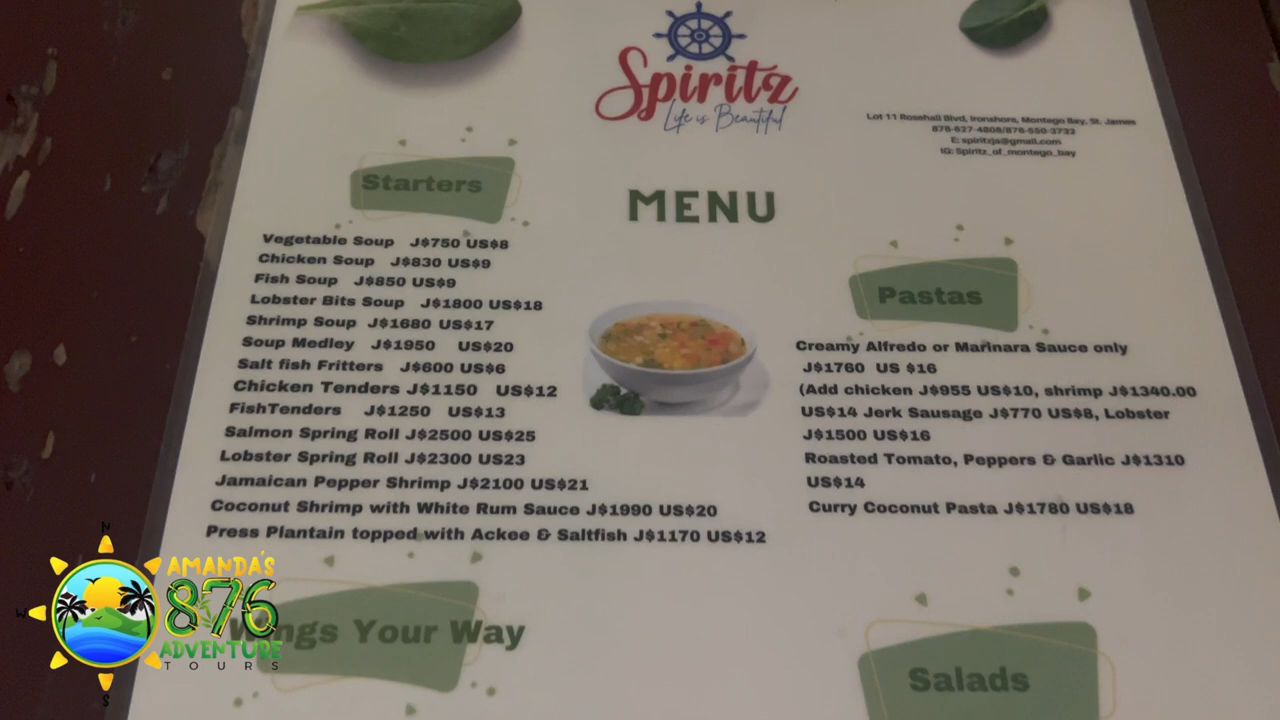 Spiritz
Life is Beautiful
Lot 11 Rosehall Blvd, Ironshore, Montego Bay, St. James
876-627-4808/876-550-3732
E: spiritzja@gmail.com
IG: Spiritz_of_montego_bay
MENU
Starters
Vegetable Soup J$750 US$8
Chicken Soup J$830 US$9
Fish Soup J$850 US$9
Lobster Bits Soup J$1800 US$18
Shrimp Soup J$1680 US$17
Soup Medley J$1950 US$20
Salt fish Fritters J$600 US$6
Chicken Tenders J$1150 US$12
FishTenders J$1250 US$13
Salmon Spring Roll J$2500 US$25
Lobster Spring Roll J$2300 US23
Jamaican Pepper Shrimp J$2100 US$21
Coconut Shrimp with White Rum Sauce J$1990 US$20
Press Plantain topped with Ackee & Saltfish J$1170 US$12
Pastas
Creamy Alfredo or Marinara Sauce only
J$1760 US $16
(Add chicken J$955 US$10, shrimp J$1340.00
US$14 Jerk Sausage J$770 US$8, Lobster
J$1500 US$16
Roasted Tomato, Peppers & Garlic J$1310
US$14
Curry Coconut Pasta J$1780 US$18
Wings Your Way
Salads
N
W
S
AMANDA'S
876
ADVENTURE
TOURS